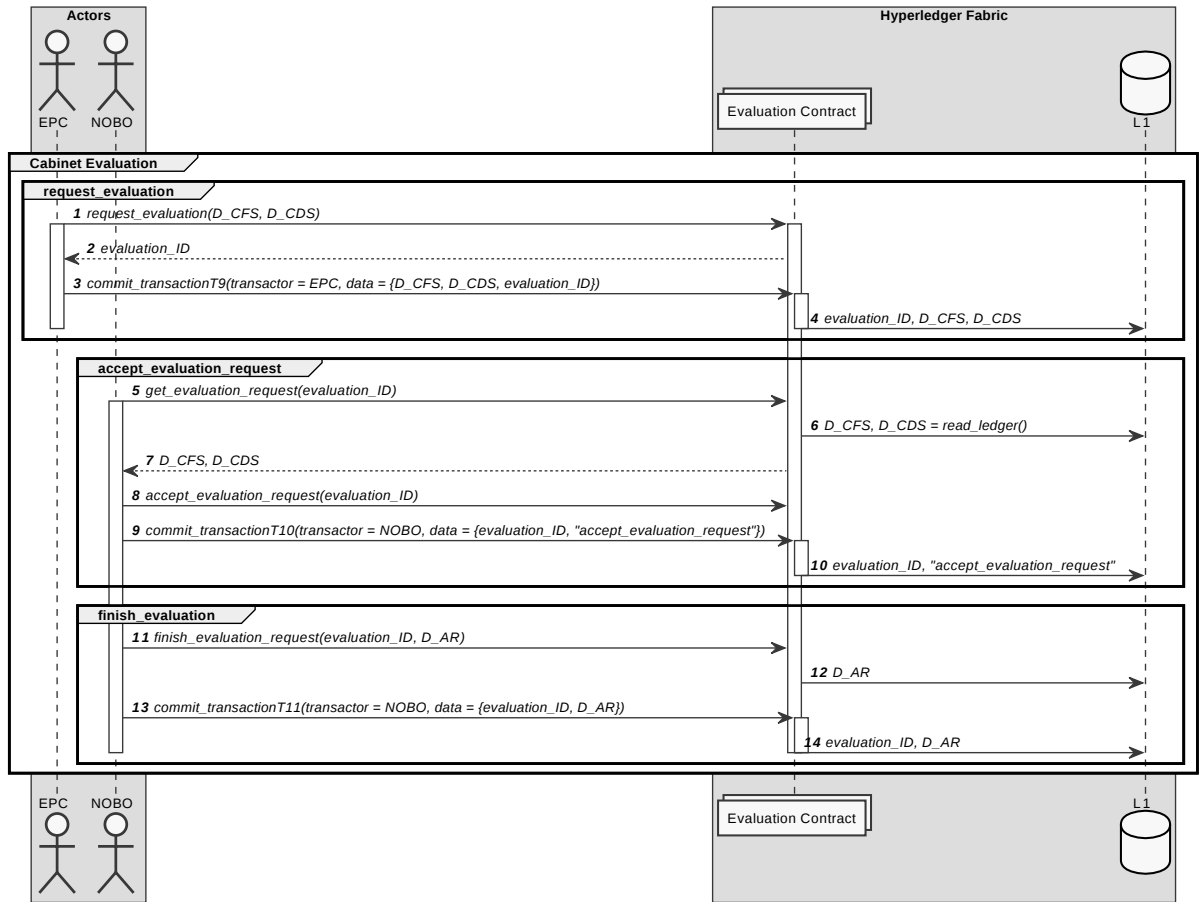 Actors
Hyperledger Fabric
EPC
NOBO
Evaluation Contract
L1
Cabinet Evaluation
request_evaluation
1 request_evaluation(D_CFS, D_CDS)
2 evaluation_ID
3 commit_transactionT9(transactor = EPC, data = {D_CFS, D_CDS, evaluation_ID})
4 evaluation_ID, D_CFS, D_CDS
accept_evaluation_request
5 get_evaluation_request(evaluation_ID)
6 D_CFS, D_CDS = read_ledger()
7 D_CFS, D_CDS
8 accept_evaluation_request(evaluation_ID)
9 commit_transactionT10(transactor = NOBO, data = {evaluation_ID, "accept_evaluation_request"})
10 evaluation_ID, "accept_evaluation_request"
finish_evaluation
11 finish_evaluation_request(evaluation_ID, D_AR)
12 D_AR
13 commit_transactionT11(transactor = NOBO, data = {evaluation_ID, D_AR})
14 evaluation_ID, D_AR
EPC
NOBO
Evaluation Contract
L1